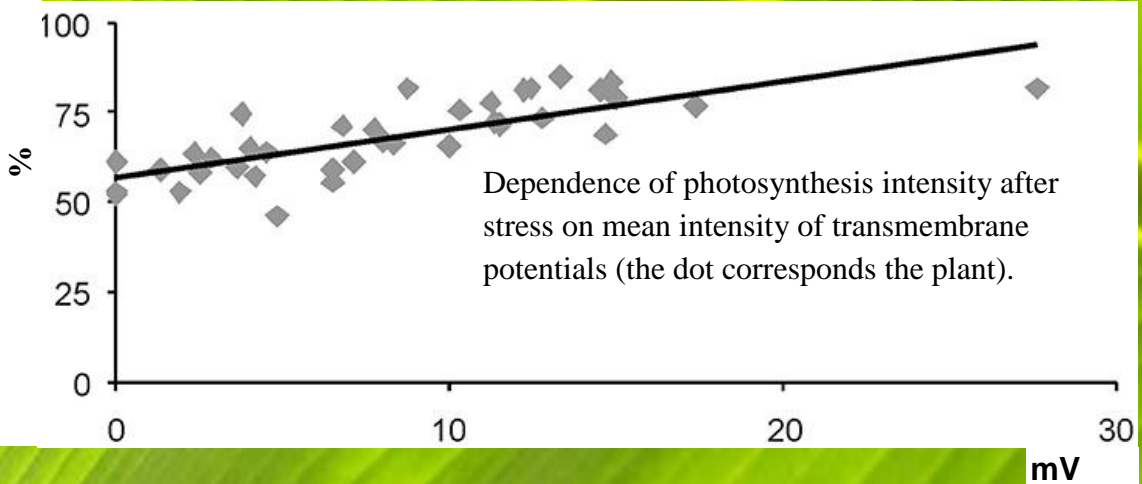 100
75
%
50
25
0
Dependence of photosynthesis intensity after
stress on mean intensity of transmembrane
potentials (the dot corresponds the plant).
0 10 20 30
mV